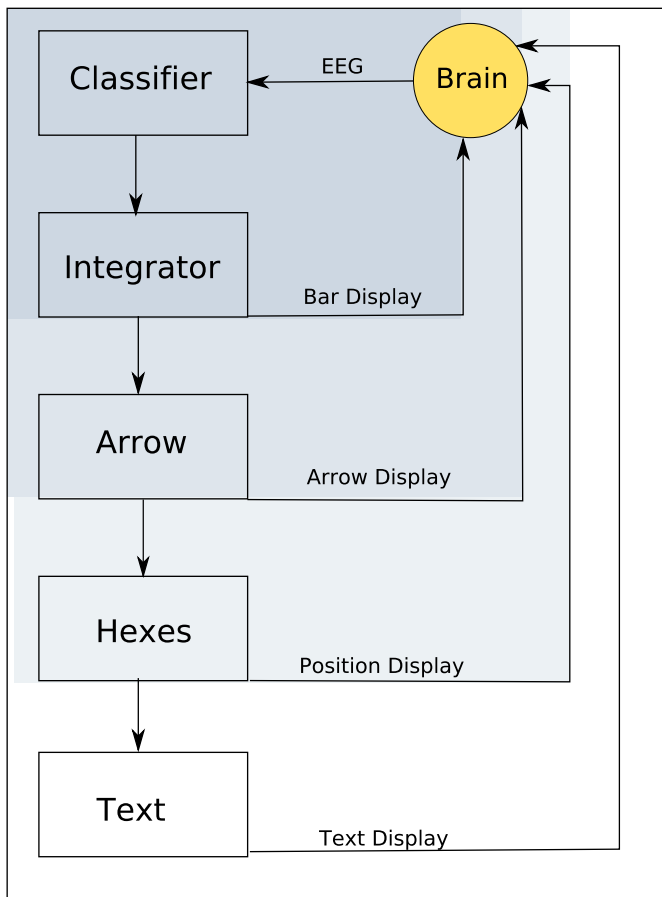 Classifier
EEG
Brain
Integrator
Bar Display
Arrow
Arrow Display
Hexes
Position Display
Text
Text Display